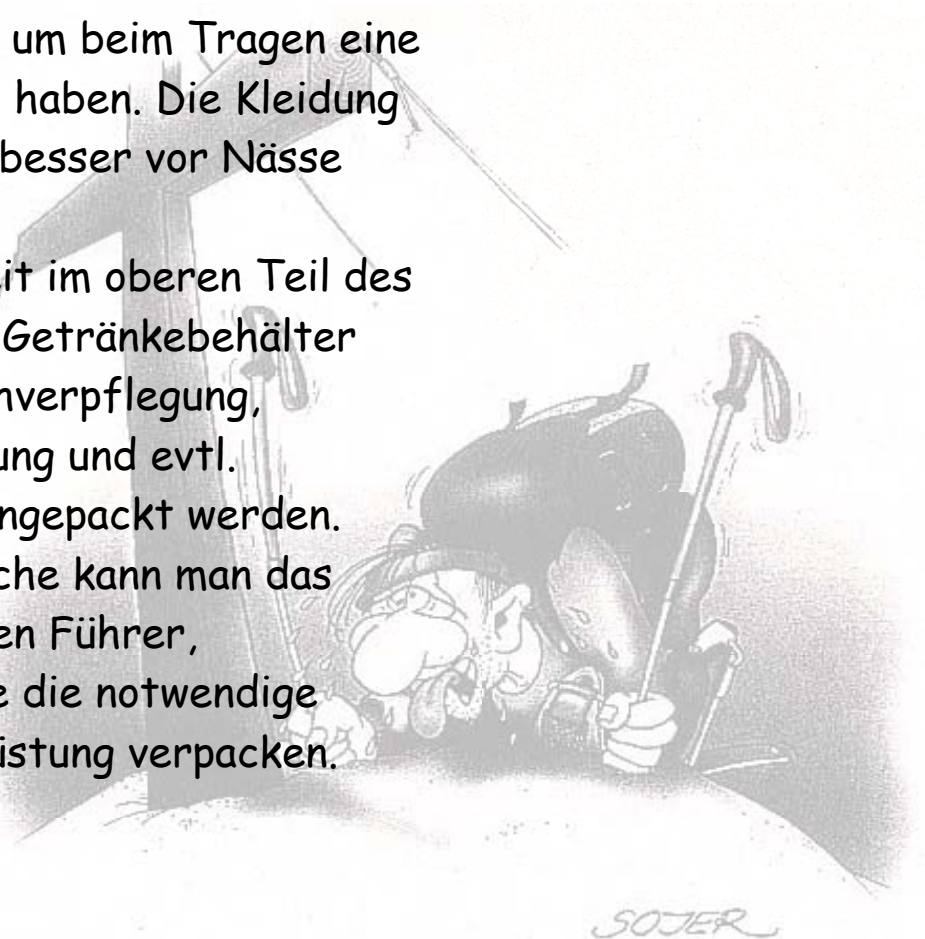 um beim Tragen eine
haben. Die Kleidung
besser vor Nässe
it im oberen Teil des
Getränkebehälter
nverpflegung,
ung und evtl.
ngepackt werden.
che kann man das
en Führer,
e die notwendige
istung verpacken.
SOJER